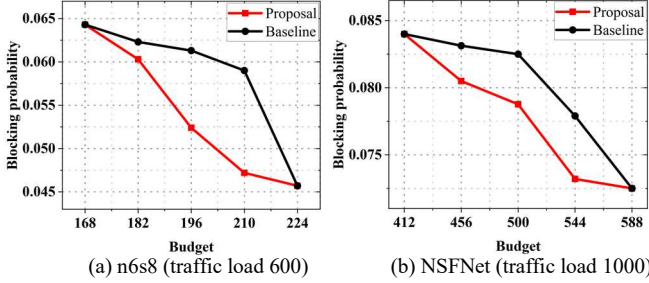 0.065
0.060
0.055
0.050
0.045
Blocking probability
Proposal
Baseline
168 182 196 210 224
Budget
(a) n6s8 (traffic load 600)
0.085
0.080
0.075
Blocking probability
Proposal
Baseline
412 456 500 544 588
Budget
(b) NSFNet (traffic load 1000)